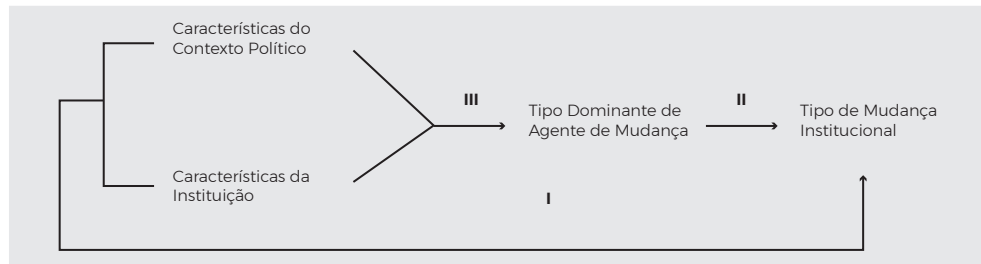 Características do
Contexto Político
III
Tipo Dominante de
Agente de Mudança
II
Tipo de Mudança
Institucional
Características da
Instituição
I